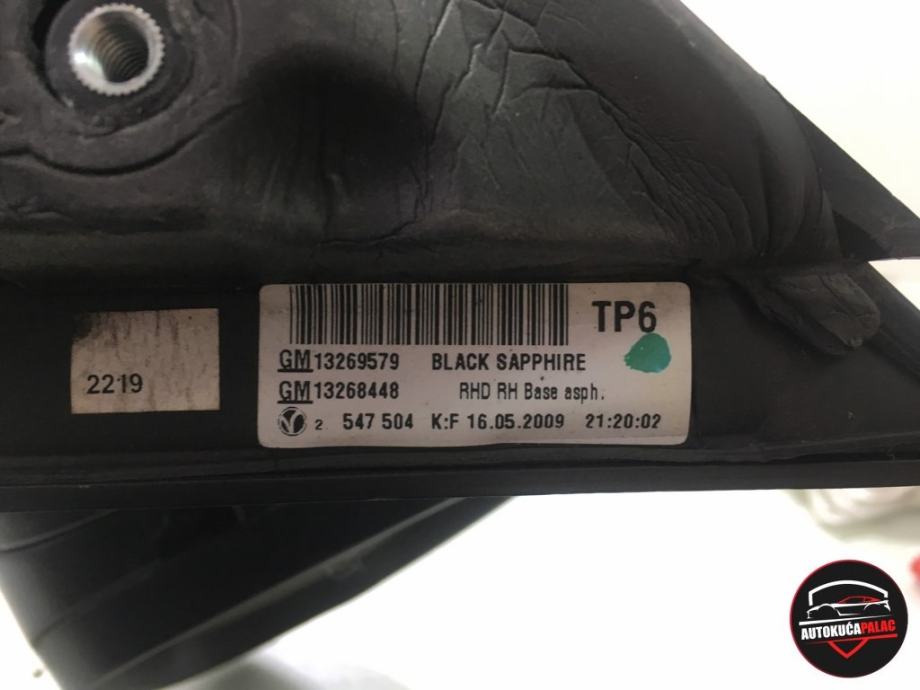 TP6
GM13269579 BLACK SAPPHIRE
GM13268448 RHD RH Base asph.
2 547 504 K:F 16.05.2009 21:20:02
2219
AUTOKUĆAPALAC